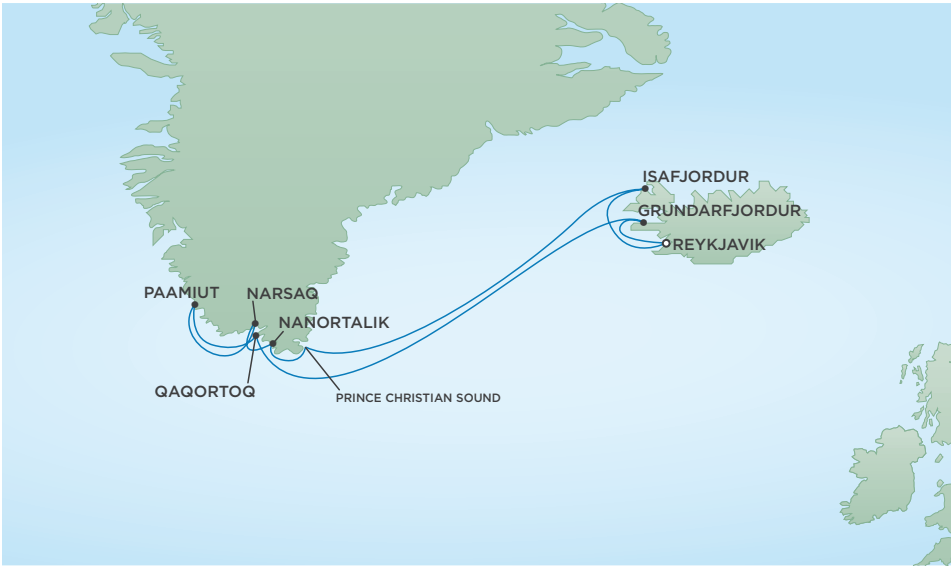 ISAFJORDUR
GRUNDARFJORDUR
REYKJAVIK
PAAMIUT
NARSAQ
NANORTALIK
QAQORTOQ
PRINCE CHRISTIAN SOUND